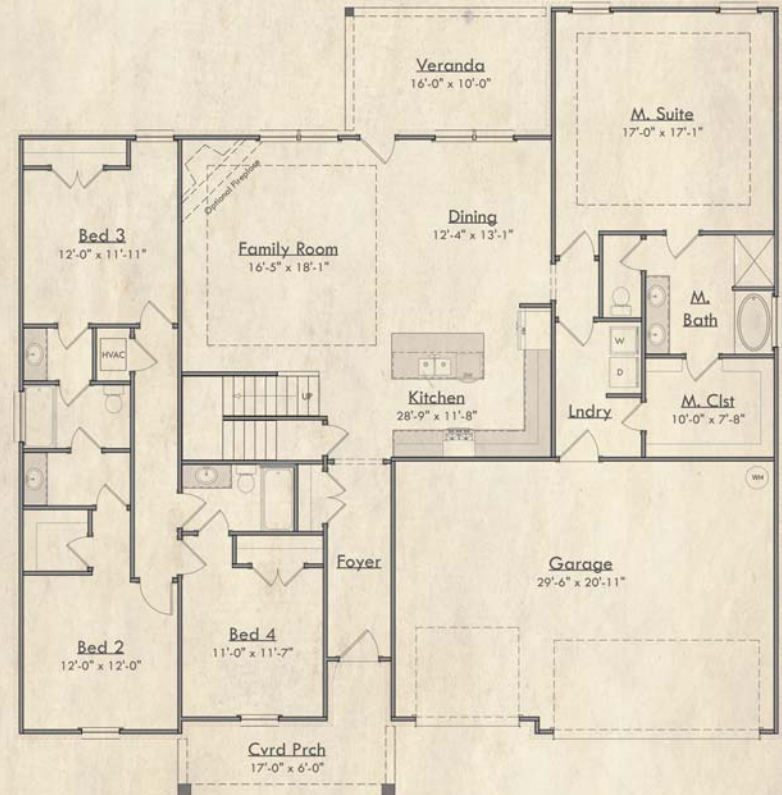 Veranda
16'-0" x 10'-0"
M. Suite
17'-0" x 17'-1"
Optional Fireplace
Bed 3
12'-0" x 11'-11"
Family Room
16'-5" x 18'-1"
Dining
12'-4" x 13'-1"
M.
Bath
HVAC
W
D
UP
Kitchen
28'-9" x 11'-8"
Lndry
M. Clst
10'-0" x 7'-8"
WH
Foyer
Garage
29'-6" x 20'-11"
Bed 2
12'-0" x 12'-0"
Bed 4
11'-0" x 11'-7"
Cvrd Prch
17'-0" x 6'-0"